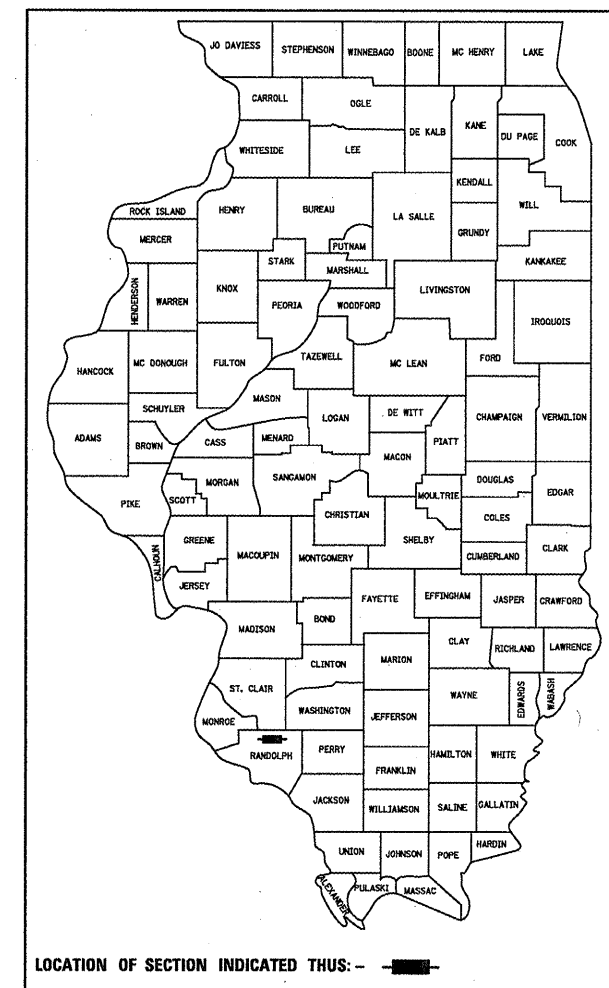 JO DAVIESS STEPHENSON WINNEBAGO BOONE MC HENRY LAKE
CARROLL OGLE DE KALB KANE DU PAGE COOK
WHITESIDE LEE
KENDALL WILL
ROCK ISLAND HENRY BUREAU LA SALLE GRUNDY
MERCER PUTNAM
STARK MARSHALL KANKAKEE
HENDERSON WARREN KNOX PEORIA WOODFORD LIVINGSTON IROQUOIS
HANCOCK MC DONOUGH FULTON TAZEWELL MC LEAN FORD
MASON
SCHUYLER LOGAN DE WITT CHAMPAIGN VERMILION
ADAMS BROWN CASS MENARD PIATT
MACON
PIKE SCOTT MORGAN SANGAMON MOULTRIE DOUGLAS EDGAR
CHRISTIAN COLES
GREENE MACOUPIN MONTGOMERY SHELBY
CALHOUN CUMBERLAND CLARK
JERSEY FAYETTE EFFINGHAM JASPER CRAWFORD
MADISON BOND
CLAY RICHLAND LAWRENCE
CLINTON MARION
ST. CLAIR WAYNE EDWARDS WABASH
MONROE WASHINGTON JEFFERSON
RANDOLPH PERRY HAMILTON WHITE
FRANKLIN
JACKSON WILLIAMSON SALINE GALLATIN
UNION JOHNSON POPE HARDIN
ALEXANDER PULASKI MASSAC
LOCATION OF SECTION INDICATED THUS: -